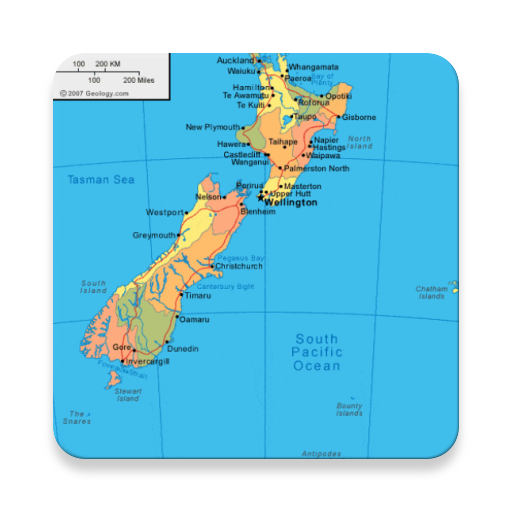 100 200 KM
100 200 Miles
© 2007 Geology.com
Auckland
Waiuku
Whangamata
Paeroa
Bay of
Plenty
Hamilton
Te Awamutu
Te Kuiti
Rotorua
Opotiki
Taupo
Gisborne
New Plymouth
Hawera
Taihape
Napier
Hastings
North
Island
Castlecliff
Wanganui
Waipawa
Palmerston North
Tasman Sea
Porirua
Masterton
Nelson
Upper Hutt
Wellington
Westport
Blenheim
Greymouth
Pegasus Bay
Christchurch
South
Island
Canterbury Bight
Timaru
Chatham
Islands
Oamaru
South
Pacific
Ocean
Gore
Dunedin
Invercargill
Stewart
Island
The
Snares
Bounty
Islands
Antipodes